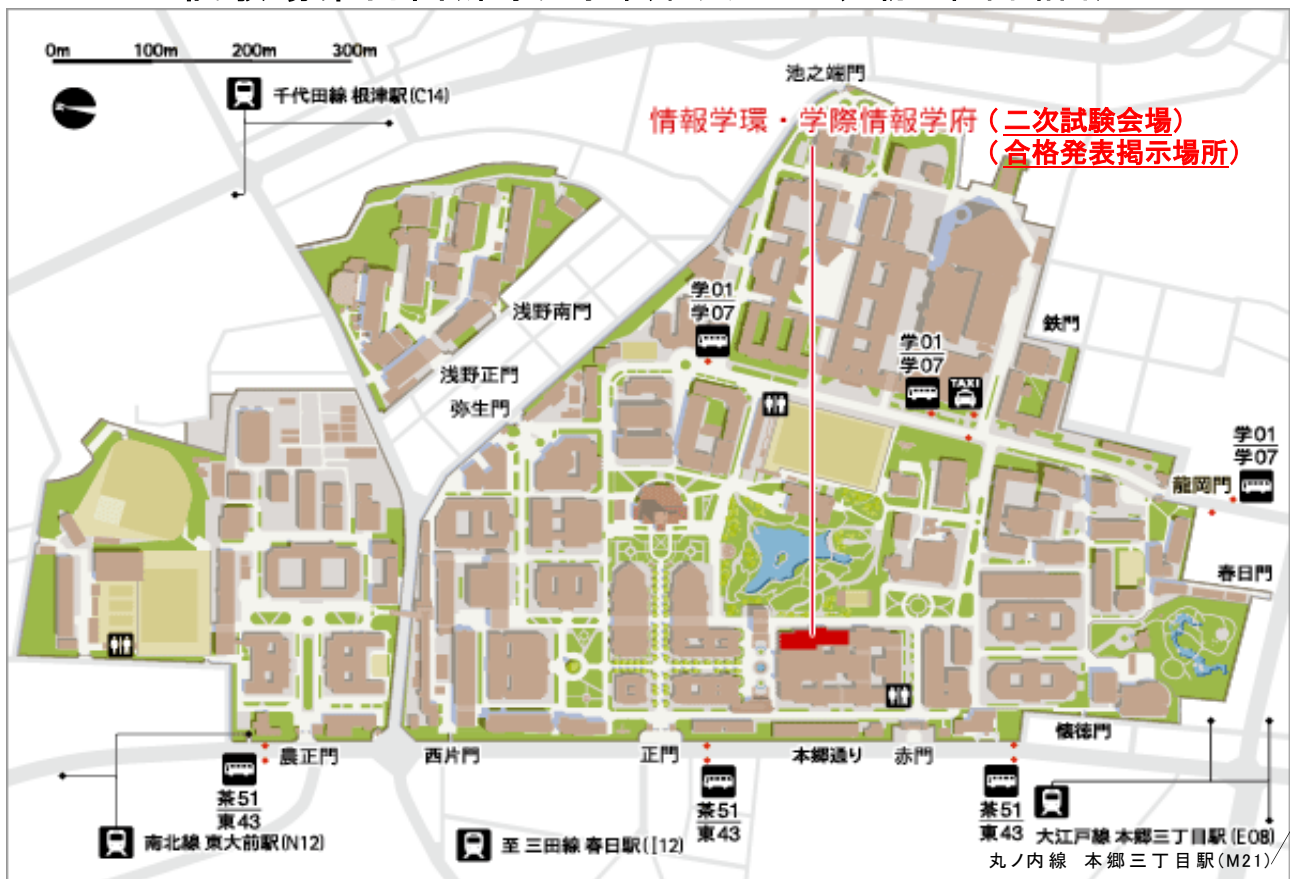 0m 100m 200m 300m
千代田線 根津駅(C14)
池之端門
情報学環・学際情報学府(二次試験会場)
(合格発表掲示場所)
浅野南門
学01
学07
鉄門
学01
学07
TAXI
浅野正門
弥生門
学01
学07
龍岡門
春日門
懐徳門
農正門
西片門
正門
本郷通り
赤門
茶51
東43
茶51
東43
茶51
東43
南北線 東大前駅(N12)
至 三田線 春日駅(I12)
大江戸線 本郷三丁目駅(E08)
丸ノ内線 本郷三丁目駅(M21)